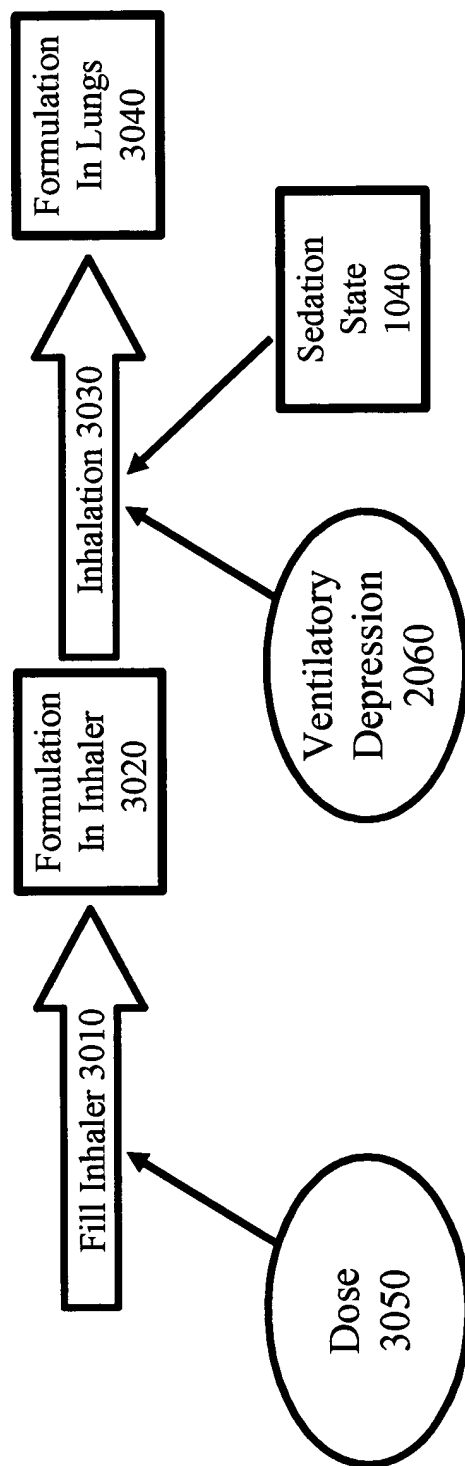 Fill Inhaler 3010
Formulation
In Inhaler
3020
Inhalation 3030
Formulation
In Lungs
3040
Dose
3050
Ventilatory
Depression
2060
Sedation
State
1040